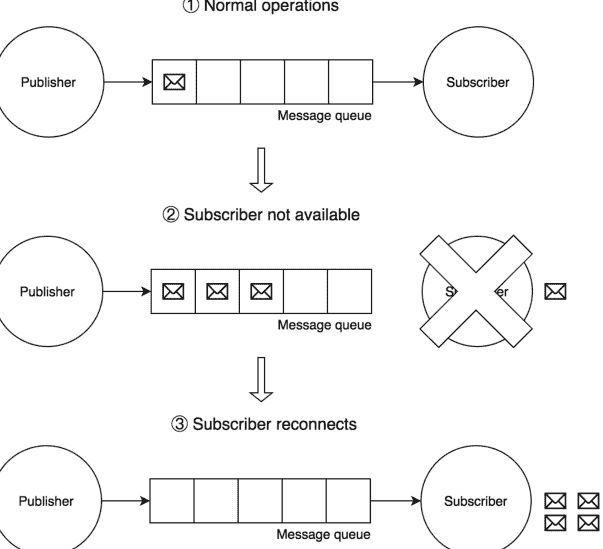 ① Normal operations
Publisher
Subscriber
Message queue
② Subscriber not available
Publisher
Message queue
③ Subscriber reconnects
Publisher
Subscriber
Message queue